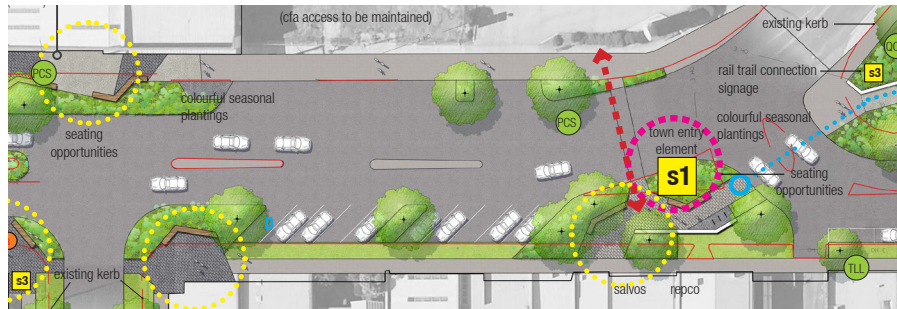 (cfa access to be maintained)
existing kerb
QC
PCS
s3
rail trail connection
signage
colourful seasonal
plantings
PCS
colourful seasonal
plantings
seating
opportunities
town entry
element
s1
seating
opportunities
D
s3
existing kerb
TLL
salvos
repco